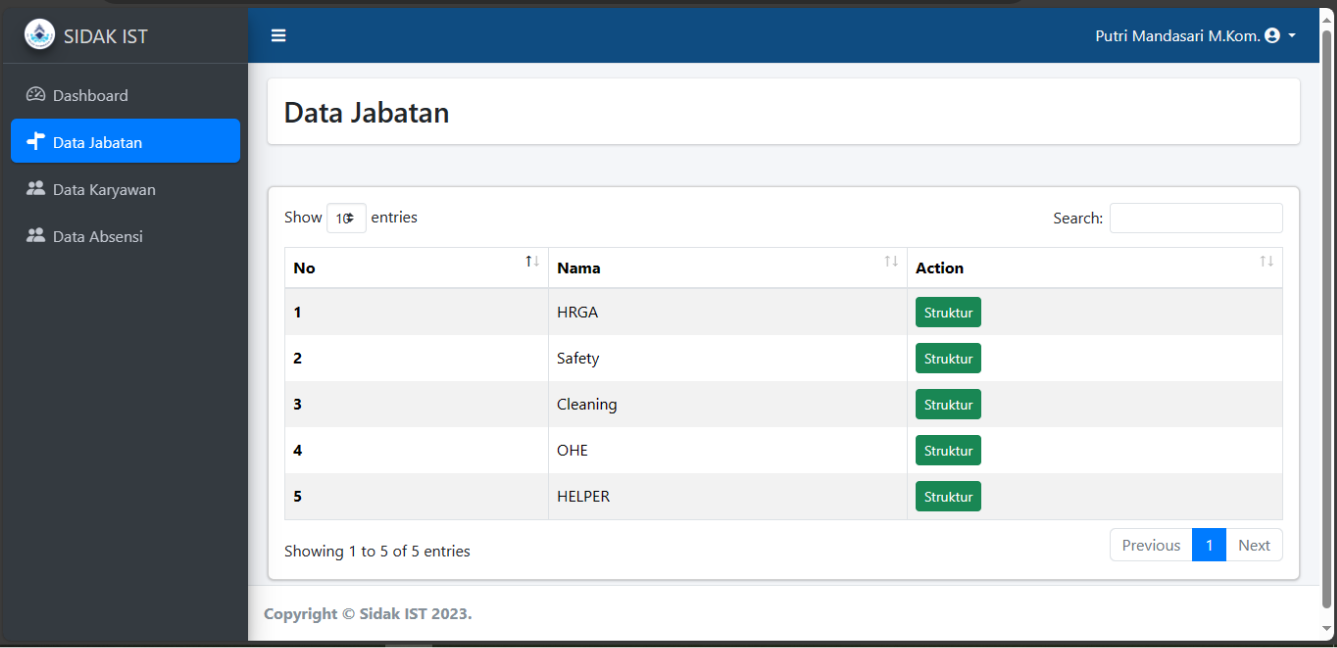 SIDAK IST
Putri Mandasari M.Kom.
Dashboard
Data Jabatan
Data Karyawan
Data Absensi
Data Jabatan
Show 10 entries
Search:
No Nama Action
1 HRGA Struktur
2 Safety Struktur
3 Cleaning Struktur
4 OHE Struktur
5 HELPER Struktur
Showing 1 to 5 of 5 entries
Previous 1 Next
Copyright © Sidak IST 2023.